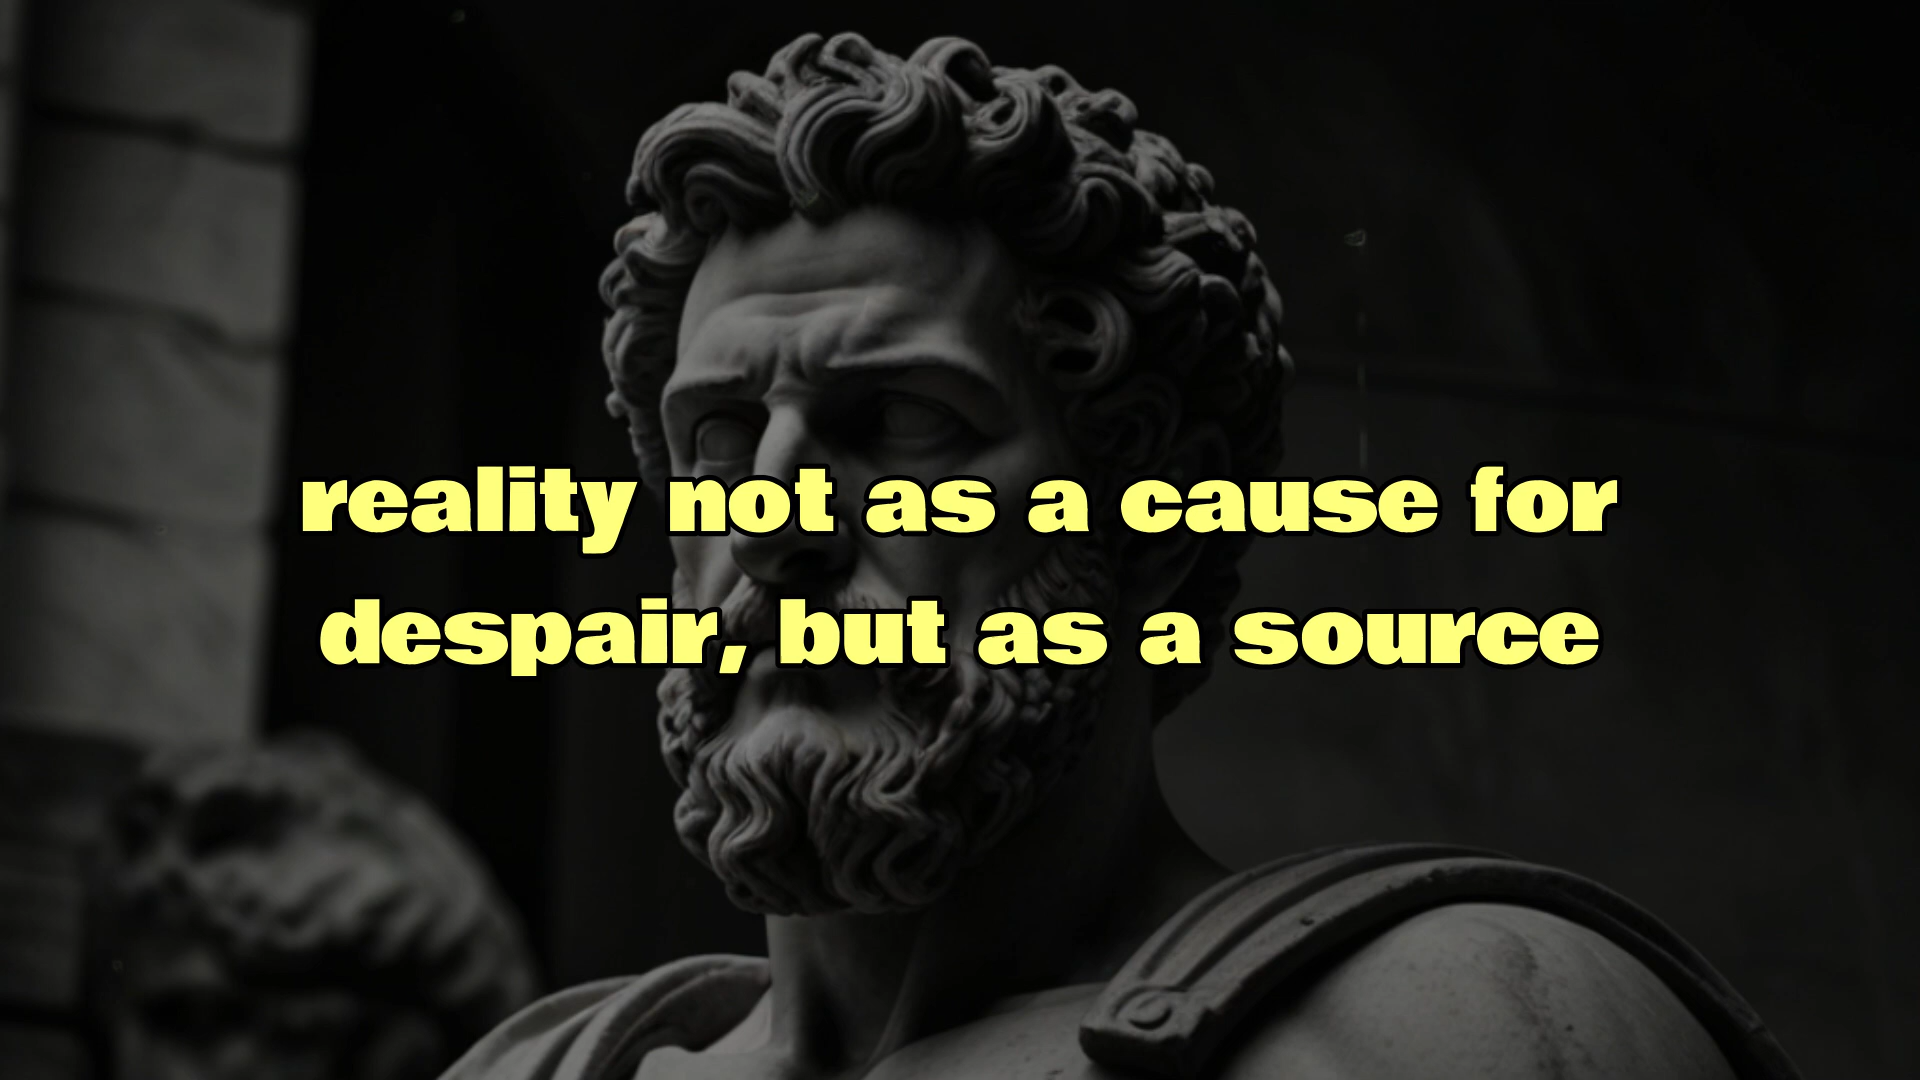 reality not as a cause for
despair, but as a source